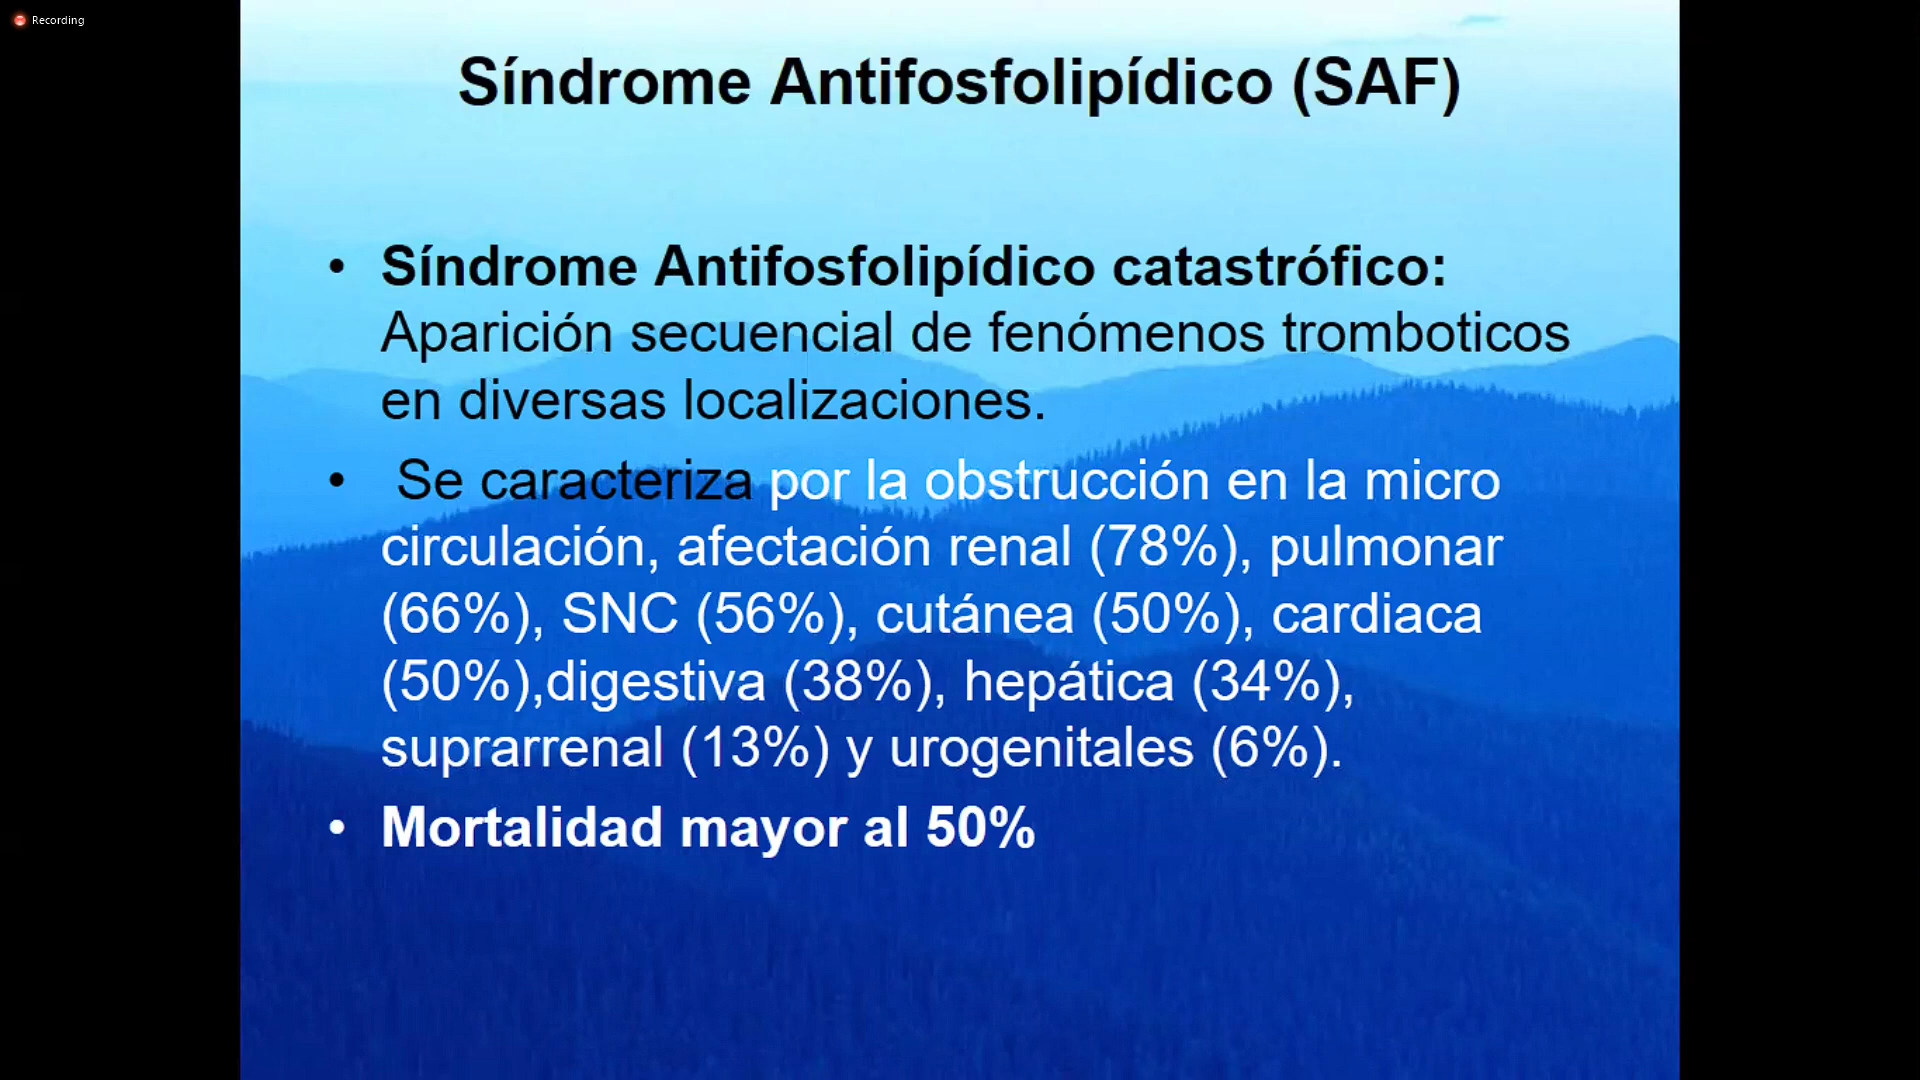 Recording
Síndrome Antifosfolipídico (SAF)
• Síndrome Antifosfolipídico catastrófico:
Aparición secuencial de fenómenos tromboticos
en diversas localizaciones.
• Se caracteriza por la obstrucción en la micro
circulación, afectación renal (78%), pulmonar
(66%), SNC (56%), cutánea (50%), cardiaca
(50%),digestiva (38%), hepática (34%),
suprarrenal (13%) y urogenitales (6%).
• Mortalidad mayor al 50%